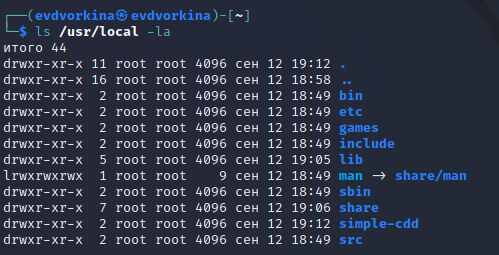 ┌──(evdvorkina㉿evdvorkina)-[~]
└─$ ls /usr/local -la
итого 44
drwxr-xr-x 11 root root 4096 сен 12 19:12 .
drwxr-xr-x 16 root root 4096 сен 12 18:58 ..
drwxr-xr-x  2 root root 4096 сен 12 18:49 bin
drwxr-xr-x  2 root root 4096 сен 12 18:49 etc
drwxr-xr-x  2 root root 4096 сен 12 18:49 games
drwxr-xr-x  2 root root 4096 сен 12 18:49 include
drwxr-xr-x  5 root root 4096 сен 12 19:05 lib
lrwxrwxrwx  1 root root    9 сен 12 18:49 man -> share/man
drwxr-xr-x  2 root root 4096 сен 12 18:49 sbin
drwxr-xr-x  7 root root 4096 сен 12 19:06 share
drwxr-xr-x  2 root root 4096 сен 12 19:12 simple-cdd
drwxr-xr-x  2 root root 4096 сен 12 18:49 src